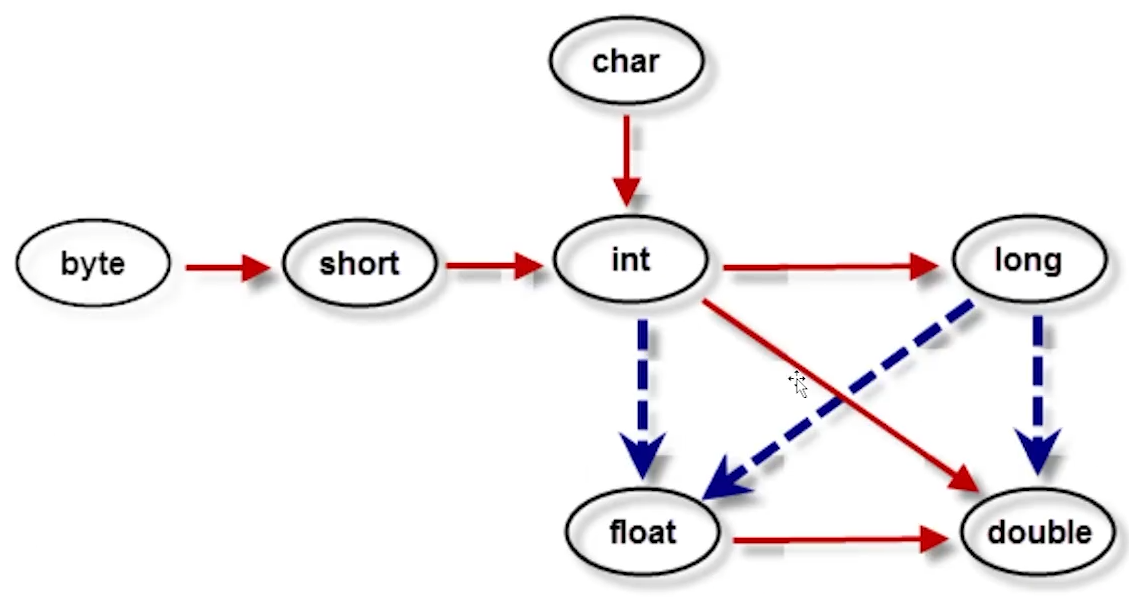 char
byte
short
int
long
float
double